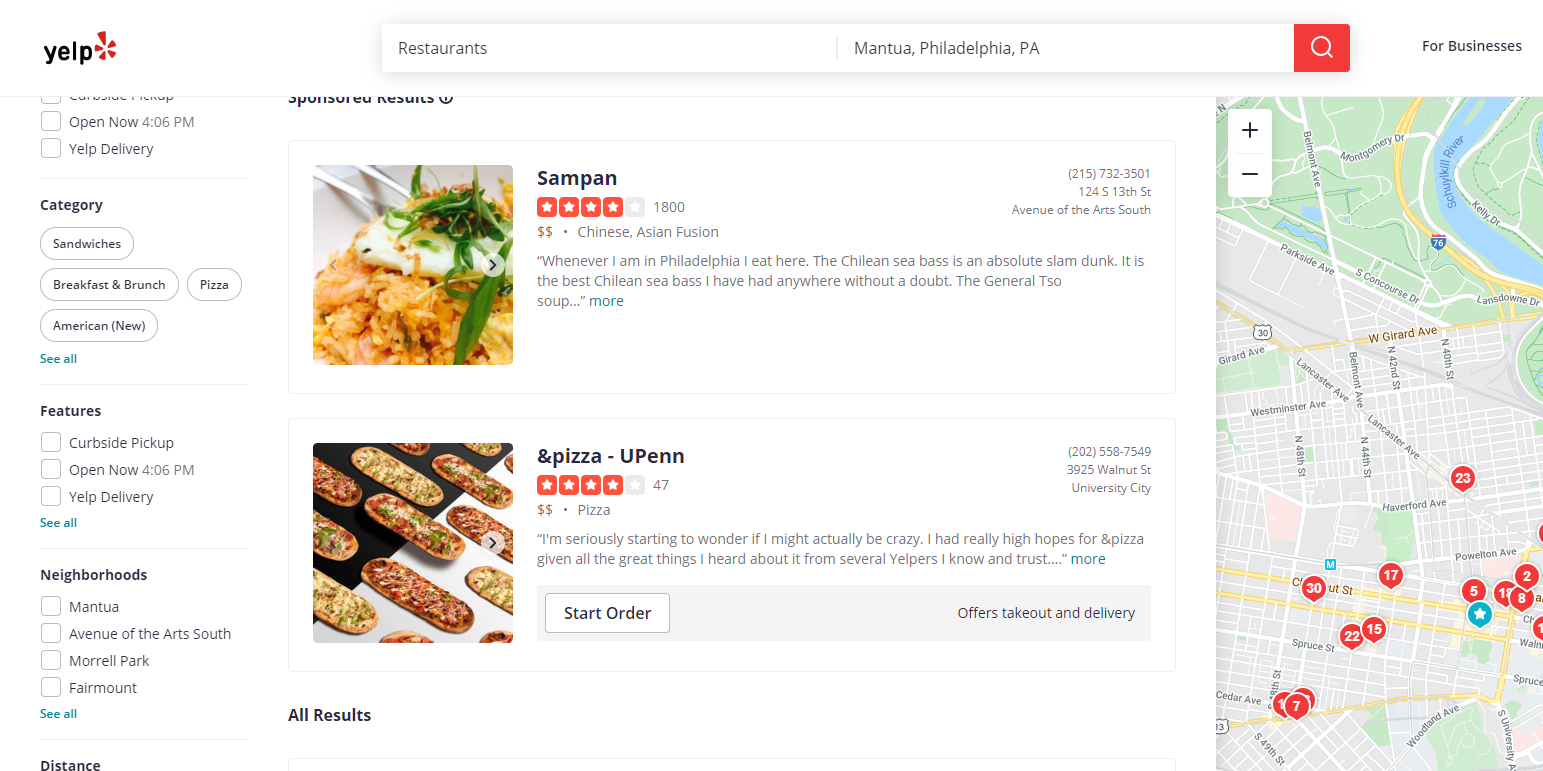 yelp
Restaurants
Mantua, Philadelphia, PA
For Businesses
Curbside Pickup
Open Now 4:06 PM
Yelp Delivery
Category
Sandwiches
Breakfast & Brunch
Pizza
American (New)
See all
Features
Curbside Pickup
Open Now 4:06 PM
Yelp Delivery
See all
Neighborhoods
Mantua
Avenue of the Arts South
Morrell Park
Fairmount
See all
Distance
Sponsored Results
Sampan
1800
$$ • Chinese, Asian Fusion
(215) 732-3501
124 S 13th St
Avenue of the Arts South
“Whenever I am in Philadelphia I eat here. The Chilean sea bass is an absolute slam dunk. It is
the best Chilean sea bass I have had anywhere without a doubt. The General Tso
soup...” more
&pizza - UPenn
47
$$ • Pizza
(202) 558-7549
3925 Walnut St
University City
“I'm seriously starting to wonder if I might actually be crazy. I had really high hopes for &pizza
given all the great things I heard about it from several Yelpers I know and trust....” more
Start Order
Offers takeout and delivery
All Results
Montgomery Dr
Belmont Ave
Schuylkill River
Kelly Dr
76
Parkside Ave
S Concourse Dr
Lansdowne Dr
30
W Girard Ave
Girard Ave
N 40th St
N 42nd St
Belmont Ave
Lancaster Ave
Westminster Ave
Lancaster Ave
N 48th St
N 44th St
23
Haverford Ave
Powelton Ave
M
17
30
5
2
8
22
15
Spruce St
Cedar Ave
7
13
Woodland Ave
S 49th St